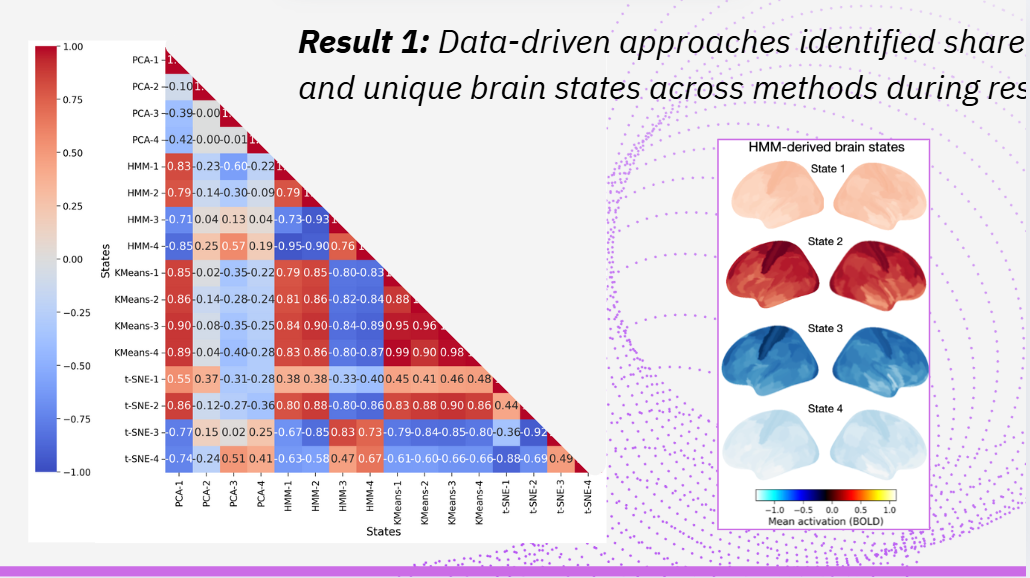 Result 1: Data-driven approaches identified share
and unique brain states across methods during res
1.00
0.75
0.50
0.25
0.00
−0.25
−0.50
−0.75
−1.00
States
PCA-1
PCA-2 -0.10
PCA-3 -0.39 -0.00
PCA-4 -0.42 -0.00 -0.01
HMM-1 0.83 -0.23 -0.60 -0.22
HMM-2 0.79 -0.14 -0.30 -0.09 0.79
HMM-3 -0.71 0.04 0.13 0.04 -0.73 -0.93
HMM-4 -0.85 0.25 0.57 0.19 -0.95 -0.90 0.76
KMeans-1 0.85 -0.02 -0.35 -0.22 0.79 0.85 -0.80 -0.83
KMeans-2 0.86 -0.14 -0.28 -0.24 0.81 0.86 -0.82 -0.84 0.88
KMeans-3 0.90 -0.08 -0.35 -0.25 0.84 0.90 -0.84 -0.89 0.95 0.96
KMeans-4 0.89 -0.04 -0.40 -0.28 0.83 0.86 -0.80 -0.87 0.99 0.90 0.98
t-SNE-1 0.55 0.37 -0.31 -0.28 0.38 0.38 -0.33 -0.40 0.45 0.41 0.46 0.48
t-SNE-2 0.86 -0.12 -0.27 -0.36 0.80 0.88 -0.80 -0.86 0.83 0.88 0.90 0.86 0.44
t-SNE-3 -0.77 0.15 0.02 0.25 -0.67 -0.85 0.83 0.73 -0.79 -0.84 -0.85 -0.80 -0.36 -0.92
t-SNE-4 -0.74 -0.24 0.51 0.41 -0.63 -0.58 0.47 0.67 -0.61 -0.60 -0.66 -0.66 -0.88 -0.69 0.49
PCA-1 PCA-2 PCA-3 PCA-4 HMM-1 HMM-2 HMM-3 HMM-4 KMeans-1 KMeans-2 KMeans-3 KMeans-4 t-SNE-1 t-SNE-2 t-SNE-3 t-SNE-4
States
HMM-derived brain states
State 1
State 2
State 3
State 4
−1.0 −0.5 0.0 0.5 1.0
Mean activation (BOLD)